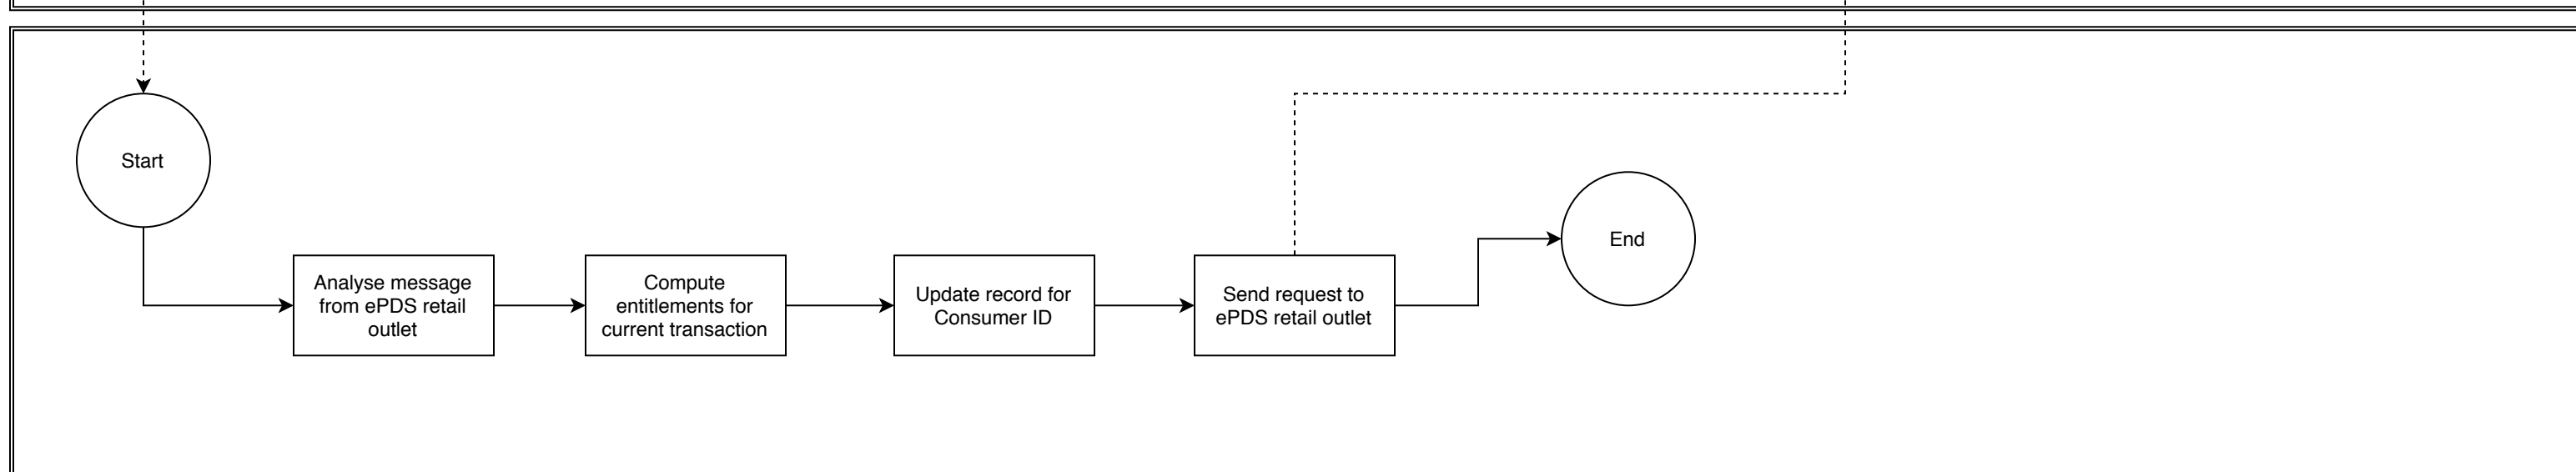 Start
Analyse message
from ePDS retail
outlet
Compute
entitlements for
current transaction
Update record for
Consumer ID
Send request to
ePDS retail outlet
End